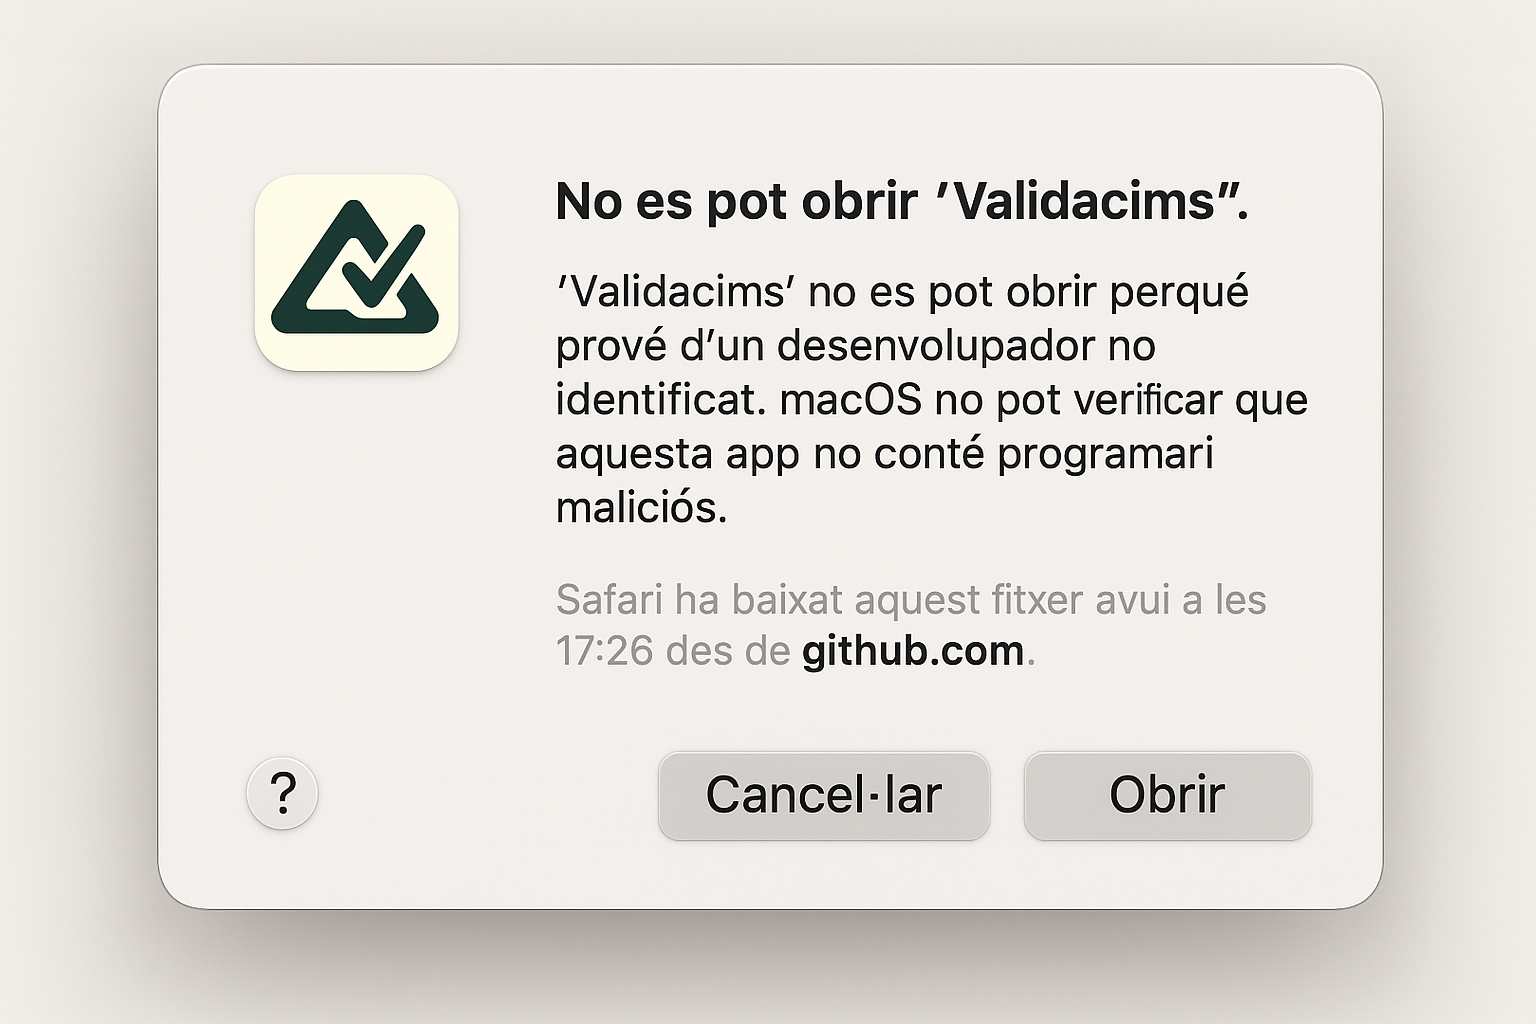 No es pot obrir ′Validacims″.
′Validacims′ no es pot obrir perqué
prové d′un desenvolupador no
identificat. macOS no pot verificar que
aquesta app no conté programari
maliciós.
Safari ha baixat aquest fitxer avui a les
17:26 des de github.com.
?
Cancel·lar
Obrir